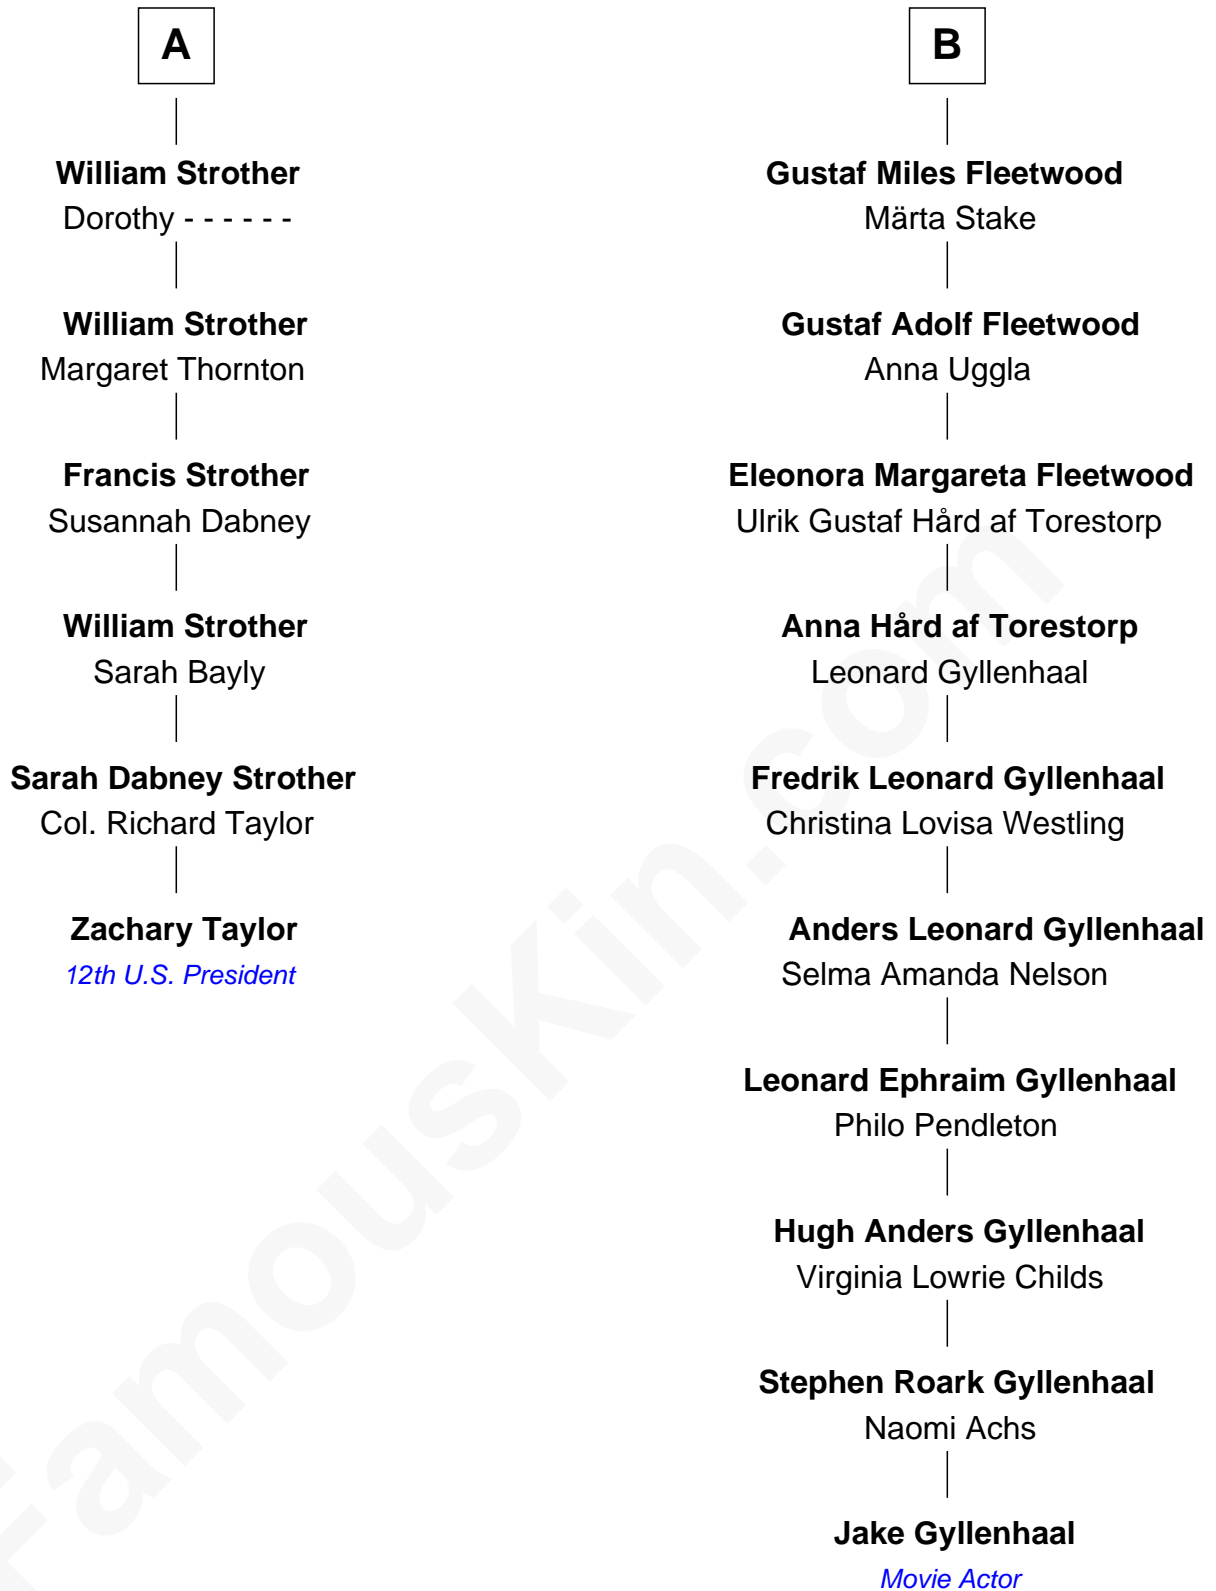 A
William Strother
Dorothy - - - - - -
William Strother
Margaret Thornton
Francis Strother
Susannah Dabney
William Strother
Sarah Bayly
Sarah Dabney Strother
Col. Richard Taylor
Zachary Taylor
12th U.S. President
B
Gustaf Miles Fleetwood
Märta Stake
Gustaf Adolf Fleetwood
Anna Uggla
Eleonora Margareta Fleetwood
Ulrik Gustaf Hård af Torestorp
Anna Hård af Torestorp
Leonard Gyllenhaal
Fredrik Leonard Gyllenhaal
Christina Lovisa Westling
Anders Leonard Gyllenhaal
Selma Amanda Nelson
Leonard Ephraim Gyllenhaal
Philo Pendleton
Hugh Anders Gyllenhaal
Virginia Lowrie Childs
Stephen Roark Gyllenhaal
Naomi Achs
Jake Gyllenhaal
Movie Actor
FamousKin.com